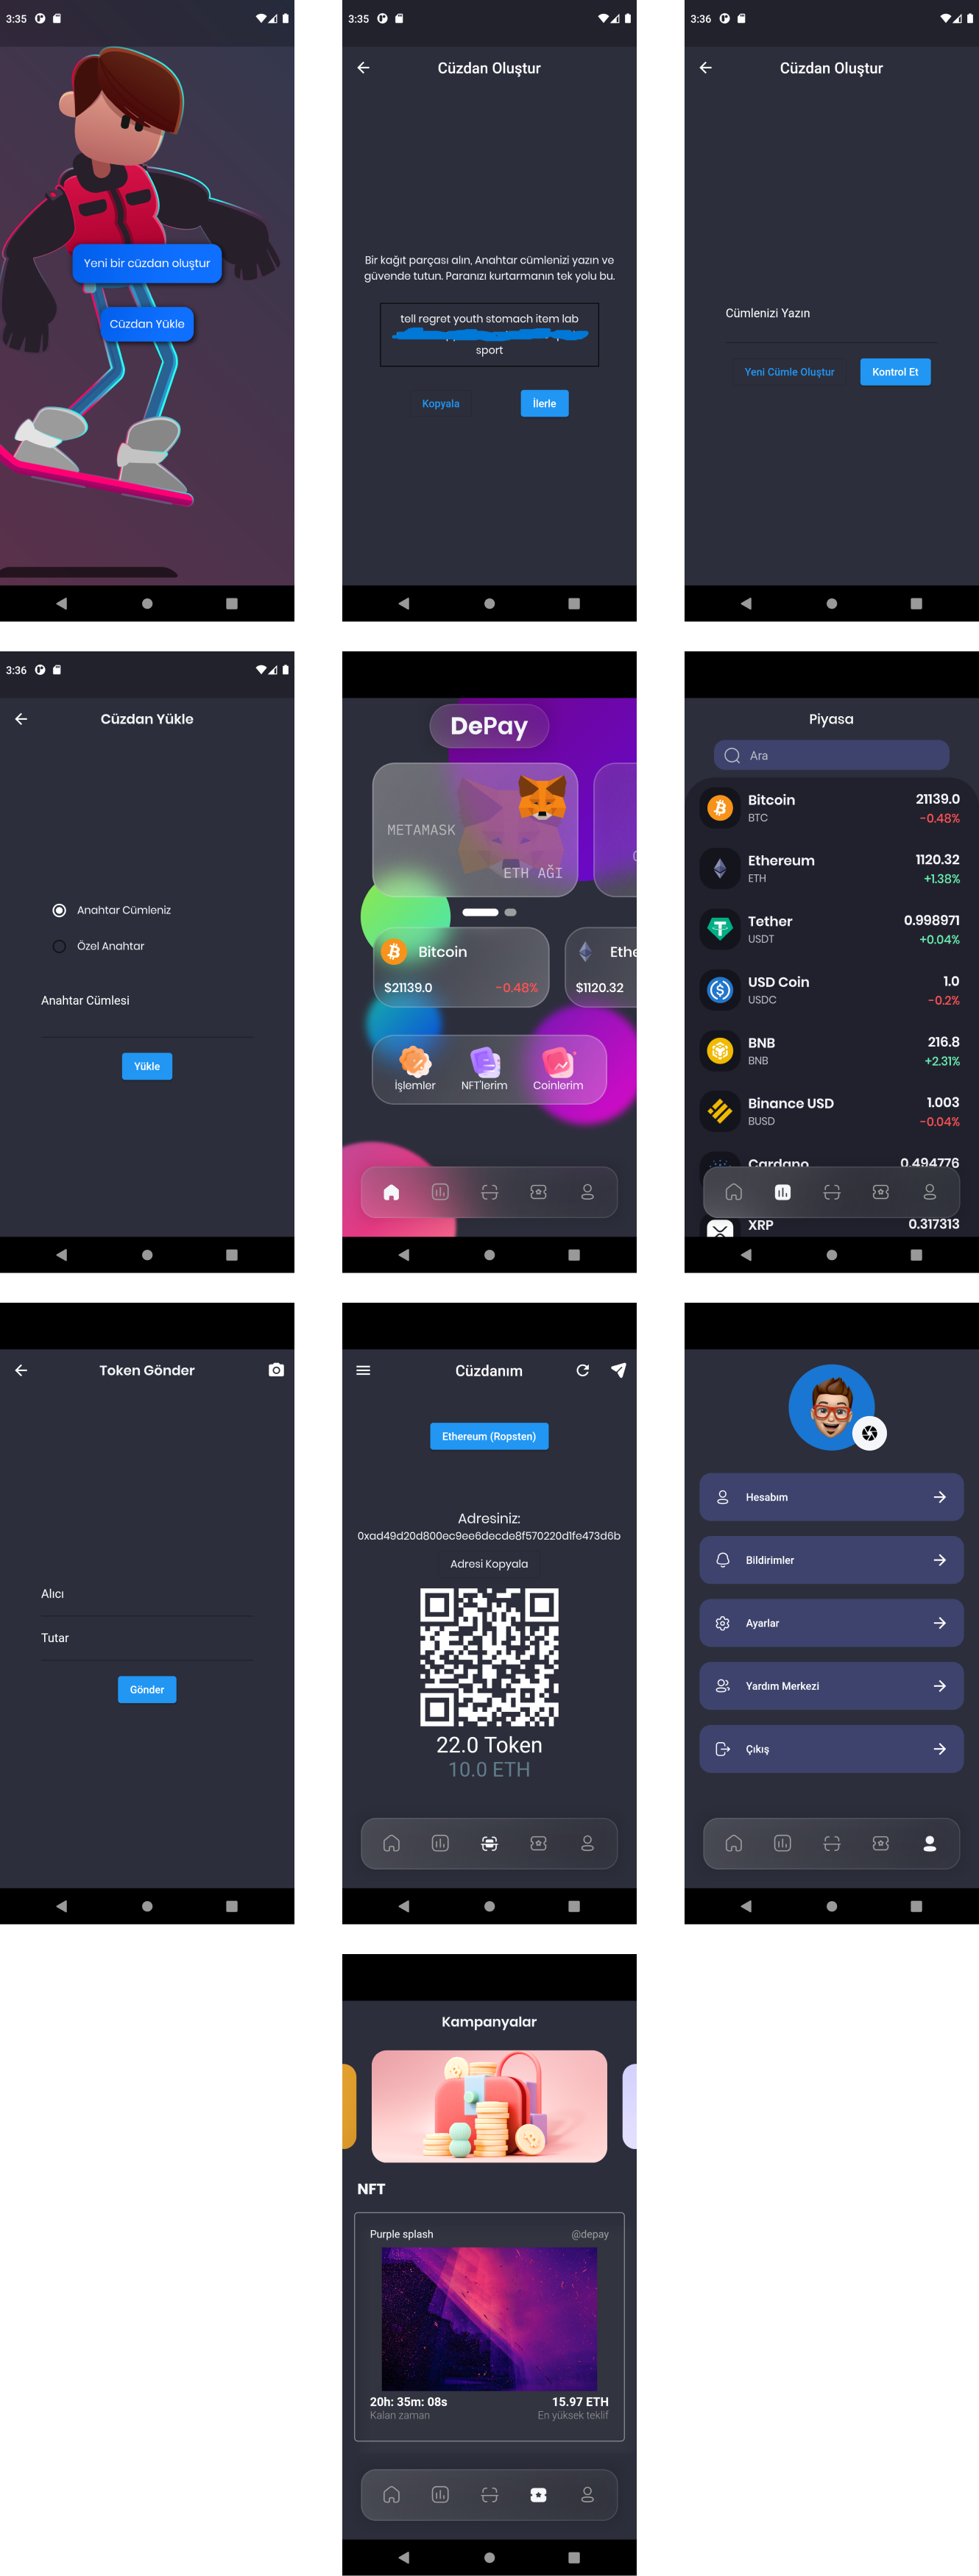 3:35
Yeni bir cüzdan oluştur
Cüzdan Yükle
3:35
Cüzdan Oluştur
Bir kağıt parçası alın, Anahtar cümlenizi yazın ve
güvende tutun. Paranızı kurtarmanın tek yolu bu.
tell regret youth stomach item lab
sport
Kopyala
İlerle
3:36
Cüzdan Oluştur
Cümlenizi Yazın
Yeni Cümle Oluştur
Kontrol Et
3:36
Cüzdan Yükle
Anahtar Cümleniz
Özel Anahtar
Anahtar Cümlesi
Yükle
DePay
METAMASK
ETH AĞI
Bitcoin
$21139.0 -0.48%
Ethe
$1120.32
İşlemler NFT'lerim Coinlerim
Piyasa
Ara
Bitcoin 21139.0
BTC -0.48%
Ethereum 1120.32
ETH +1.38%
Tether 0.998971
USDT +0.04%
USD Coin 1.0
USDC -0.2%
BNB 216.8
BNB +2.31%
Binance USD 1.003
BUSD -0.04%
Cardano 0.494776
XRP 0.317313
Token Gönder
Alıcı
Tutar
Gönder
Cüzdanım
Ethereum (Ropsten)
Adresiniz:
0xad49d20d800ec9ee6decde8f570220d1fe473d6b
Adresi Kopyala
22.0 Token
10.0 ETH
Hesabım
Bildirimler
Ayarlar
Yardım Merkezi
Çıkış
Kampanyalar
NFT
Purple splash @depay
20h: 35m: 08s 15.97 ETH
Kalan zaman En yüksek teklif